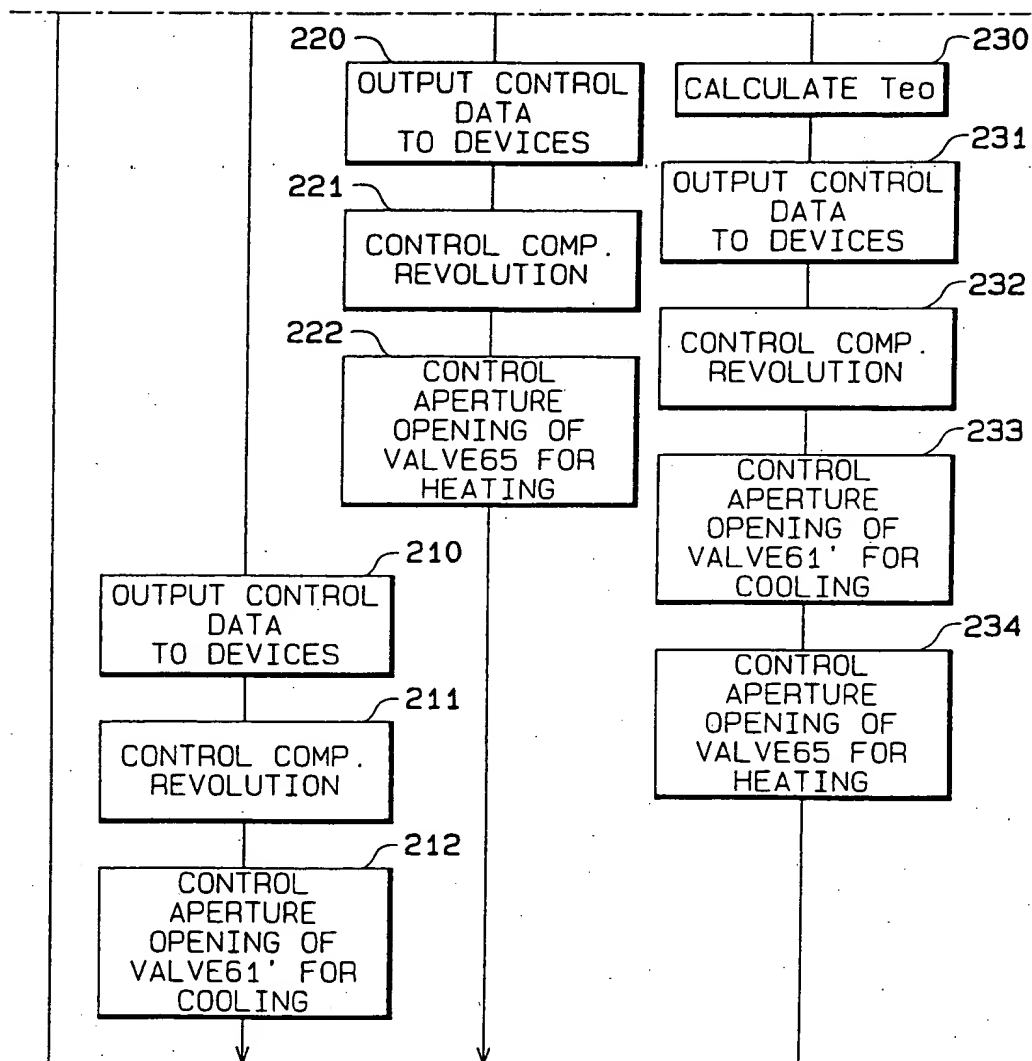 220
OUTPUT CONTROL
DATA
TO DEVICES
221
CONTROL COMP.
REVOLUTION
222
CONTROL
APERTURE
OPENING OF
VALVE65 FOR
HEATING
230
CALCULATE Teo
231
OUTPUT CONTROL
DATA
TO DEVICES
232
CONTROL COMP.
REVOLUTION
233
CONTROL
APERTURE
OPENING OF
VALVE61' FOR
COOLING
234
CONTROL
APERTURE
OPENING OF
VALVE65 FOR
HEATING
210
OUTPUT CONTROL
DATA
TO DEVICES
211
CONTROL COMP.
REVOLUTION
212
CONTROL
APERTURE
OPENING OF
VALVE61' FOR
COOLING